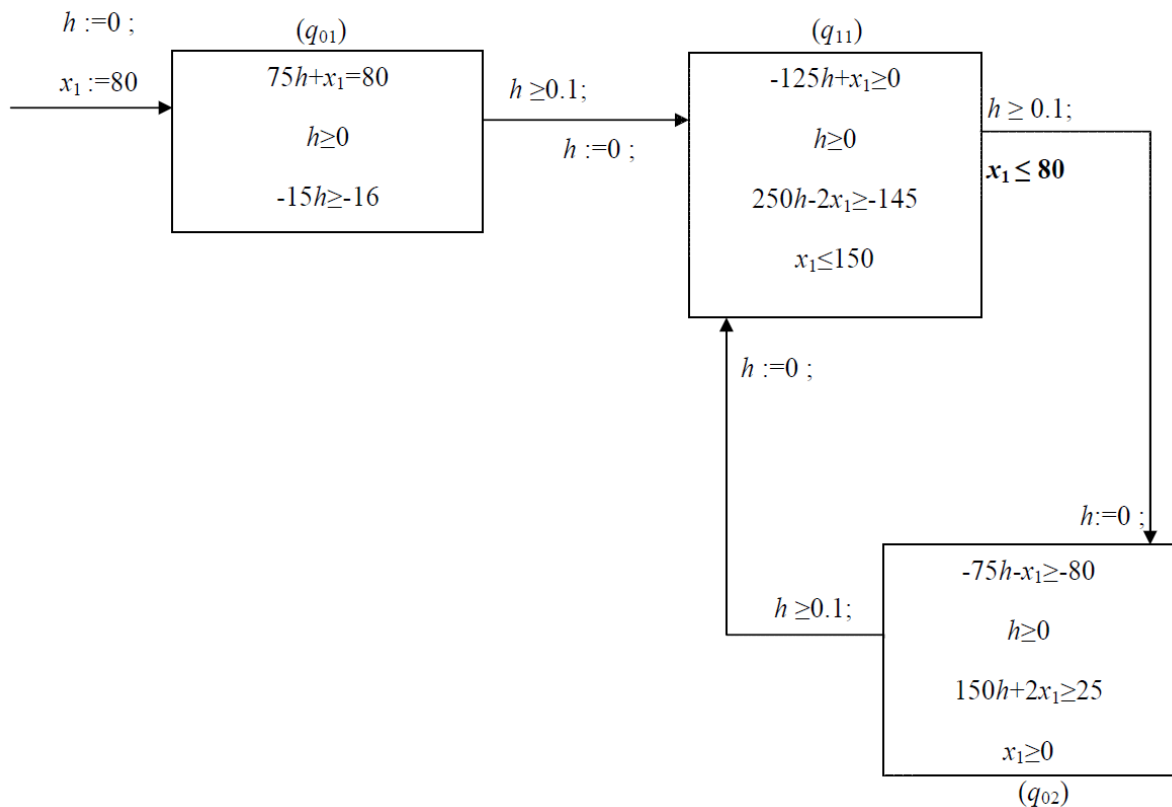 h :=0 ;
x₁ :=80
(q₀₁)
75h+x₁=80
h≥0
-15h≥-16
h ≥0.1;
h :=0 ;
(q₁₁)
-125h+x₁≥0
h≥0
250h-2x₁≥-145
x₁≤150
h ≥ 0.1;
x₁ ≤ 80
h :=0 ;
h:=0 ;
h ≥0.1;
-75h-x₁≥-80
h≥0
150h+2x₁≥25
x₁≥0
(q₀₂)